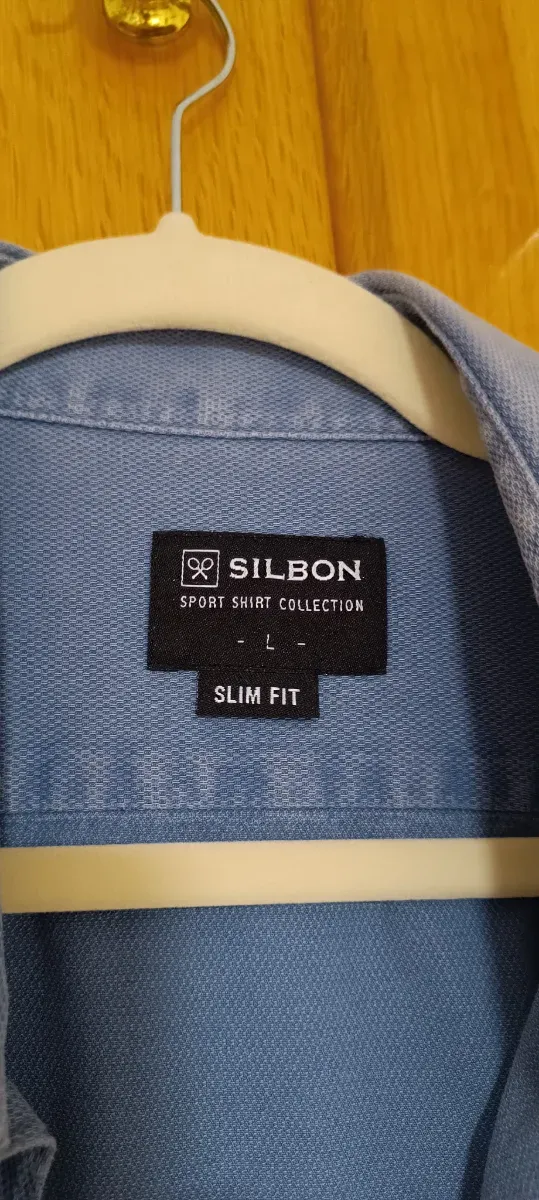 SILBON
SPORT SHIRT COLLECTION
- L -
SLIM FIT